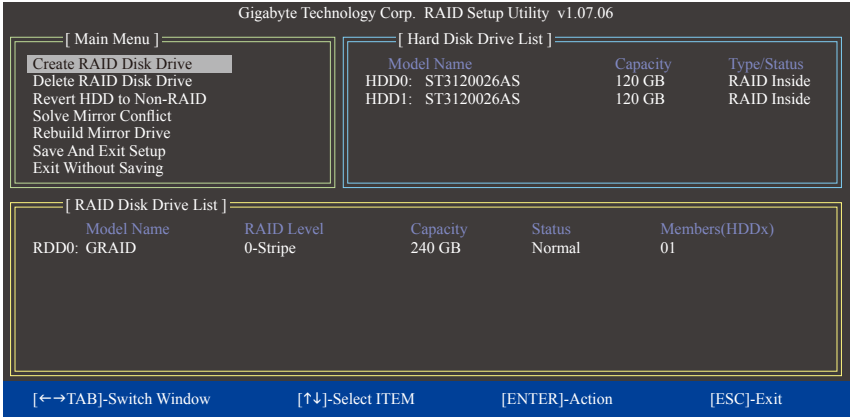 Gigabyte Technology Corp. RAID Setup Utility v1.07.06
[ Main Menu ]
Create RAID Disk Drive
Delete RAID Disk Drive
Revert HDD to Non-RAID
Solve Mirror Conflict
Rebuild Mirror Drive
Save And Exit Setup
Exit Without Saving
[ Hard Disk Drive List ]
Model Name Capacity Type/Status
HDD0: ST3120026AS 120 GB RAID Inside
HDD1: ST3120026AS 120 GB RAID Inside
[ RAID Disk Drive List ]
Model Name RAID Level Capacity Status Members(HDDx)
RDD0: GRAID 0-Stripe 240 GB Normal 01
[←→TAB]-Switch Window [↑↓]-Select ITEM [ENTER]-Action [ESC]-Exit